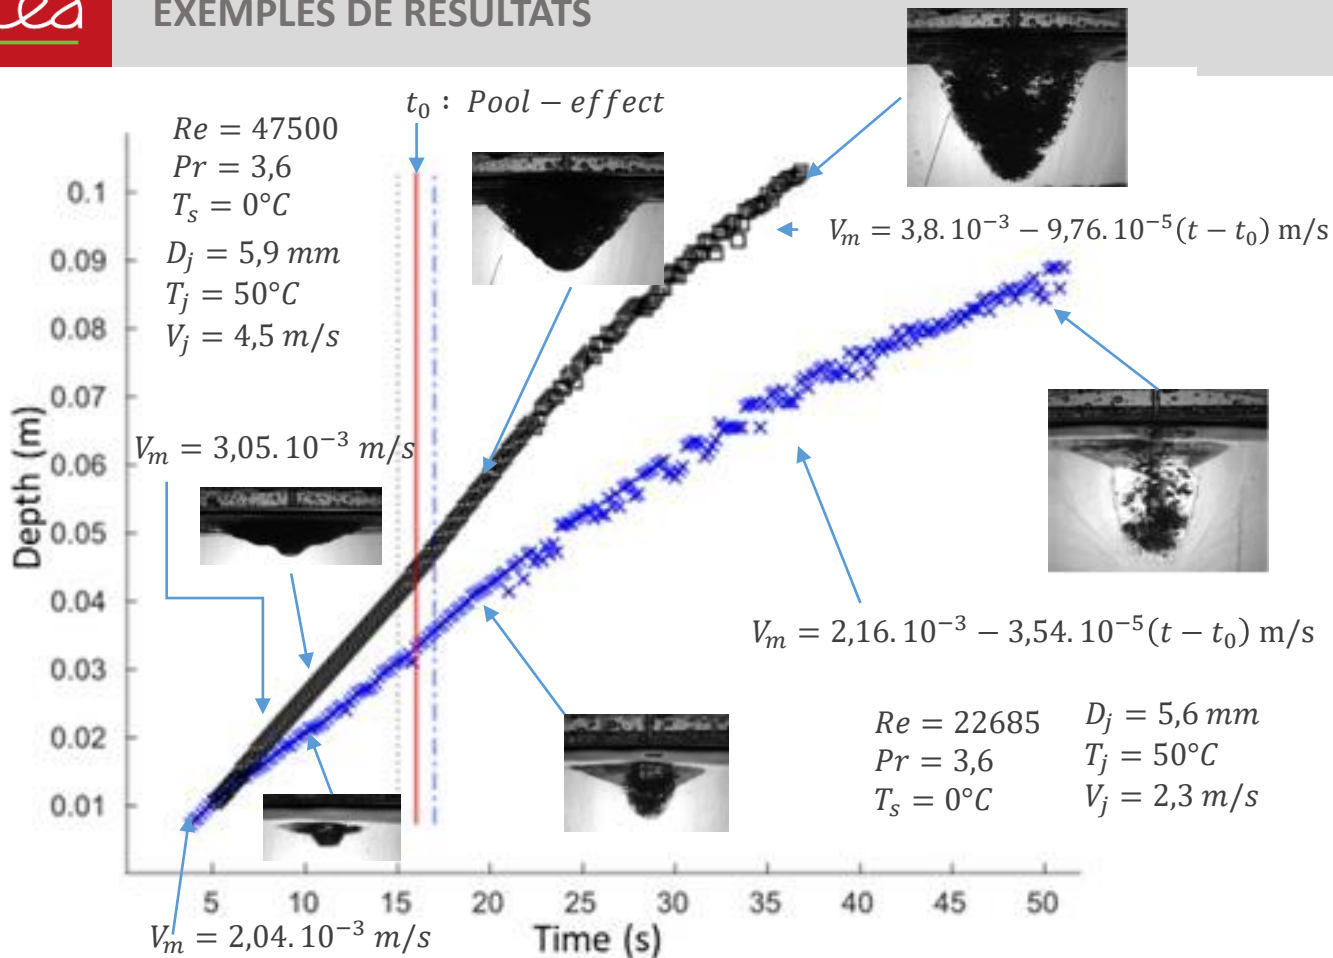 cea
EXEMPLES DE RESULTATS
t₀ : Pool − effect
Re = 47500
Pr = 3,6
Tₛ = 0°C
Dⱼ = 5,9 mm
Tⱼ = 50°C
Vⱼ = 4,5 m/s
Vₘ = 3,8. 10⁻³ − 9,76. 10⁻⁵(t − t₀) m/s
Vₘ = 3,05. 10⁻³ m/s
Vₘ = 2,16. 10⁻³ − 3,54. 10⁻⁵(t − t₀) m/s
Re = 22685
Pr = 3,6
Tₛ = 0°C
Dⱼ = 5,6 mm
Tⱼ = 50°C
Vⱼ = 2,3 m/s
Depth (m)
0.1
0.09
0.08
0.07
0.06
0.05
0.04
0.03
0.02
0.01
5 10 15 20 25 30 35 40 45 50
Time (s)
Vₘ = 2,04. 10⁻³ m/s